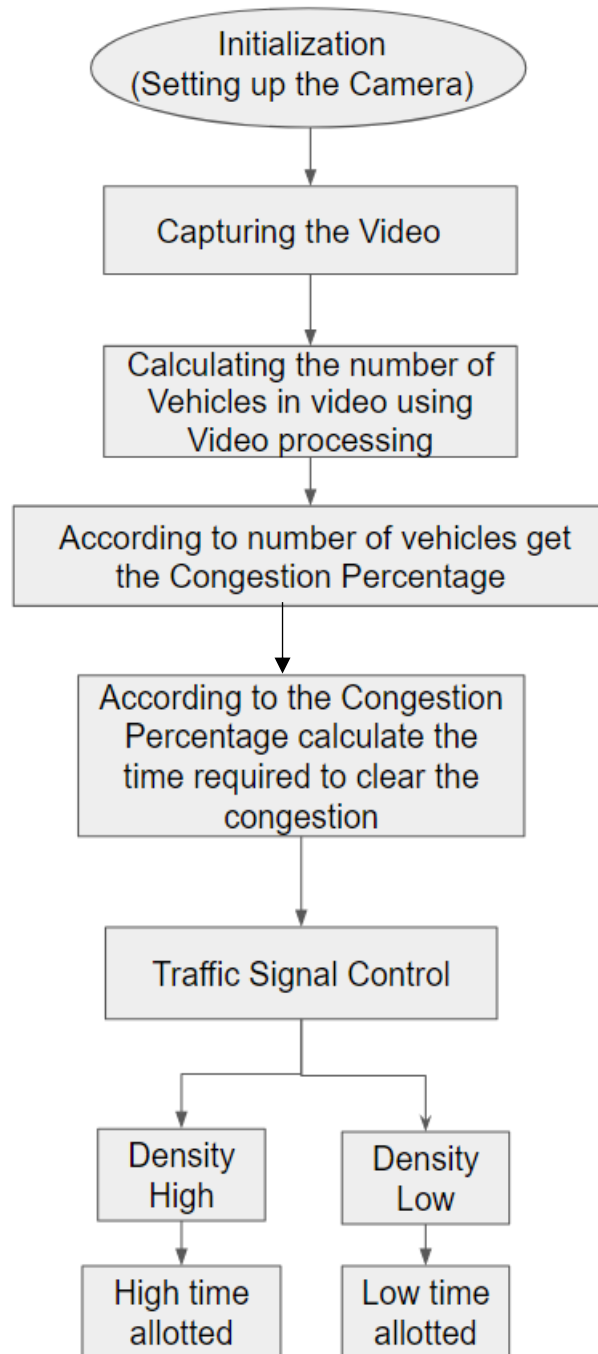 Initialization
(Setting up the Camera)
Capturing the Video
Calculating the number of
Vehicles in video using
Video processing
According to number of vehicles get
the Congestion Percentage
According to the Congestion
Percentage calculate the
time required to clear the
congestion
Traffic Signal Control
Density
High
Density
Low
High time
allotted
Low time
allotted